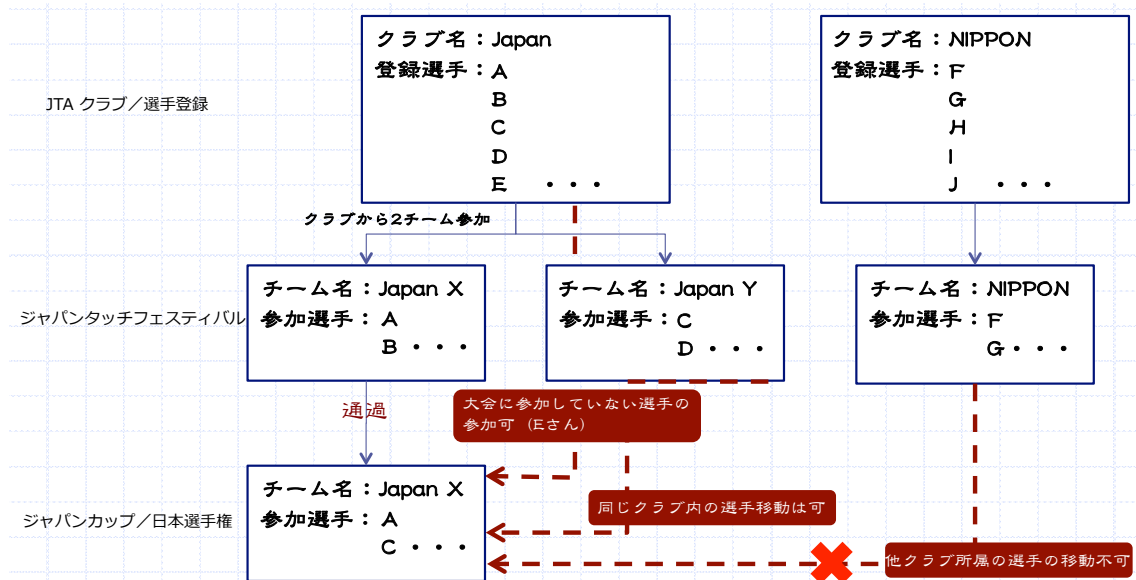 クラブ名：Japan
登録選手：A
B
C
D
E ・・・
クラブ名：NIPPON
登録選手：F
G
H
I
J ・・・
JTA クラブ／選手登録
クラブから2チーム参加
チーム名：Japan X
参加選手：A
B ・・・
チーム名：Japan Y
参加選手：C
D ・・・
チーム名：NIPPON
参加選手：F
G・・・
ジャパンタッチフェスティバル
通過
大会に参加していない選手の
参加可（Eさん）
チーム名：Japan X
参加選手：A
C ・・・
同じクラブ内の選手移動は可
ジャパンカップ／日本選手権
他クラブ所属の選手の移動不可